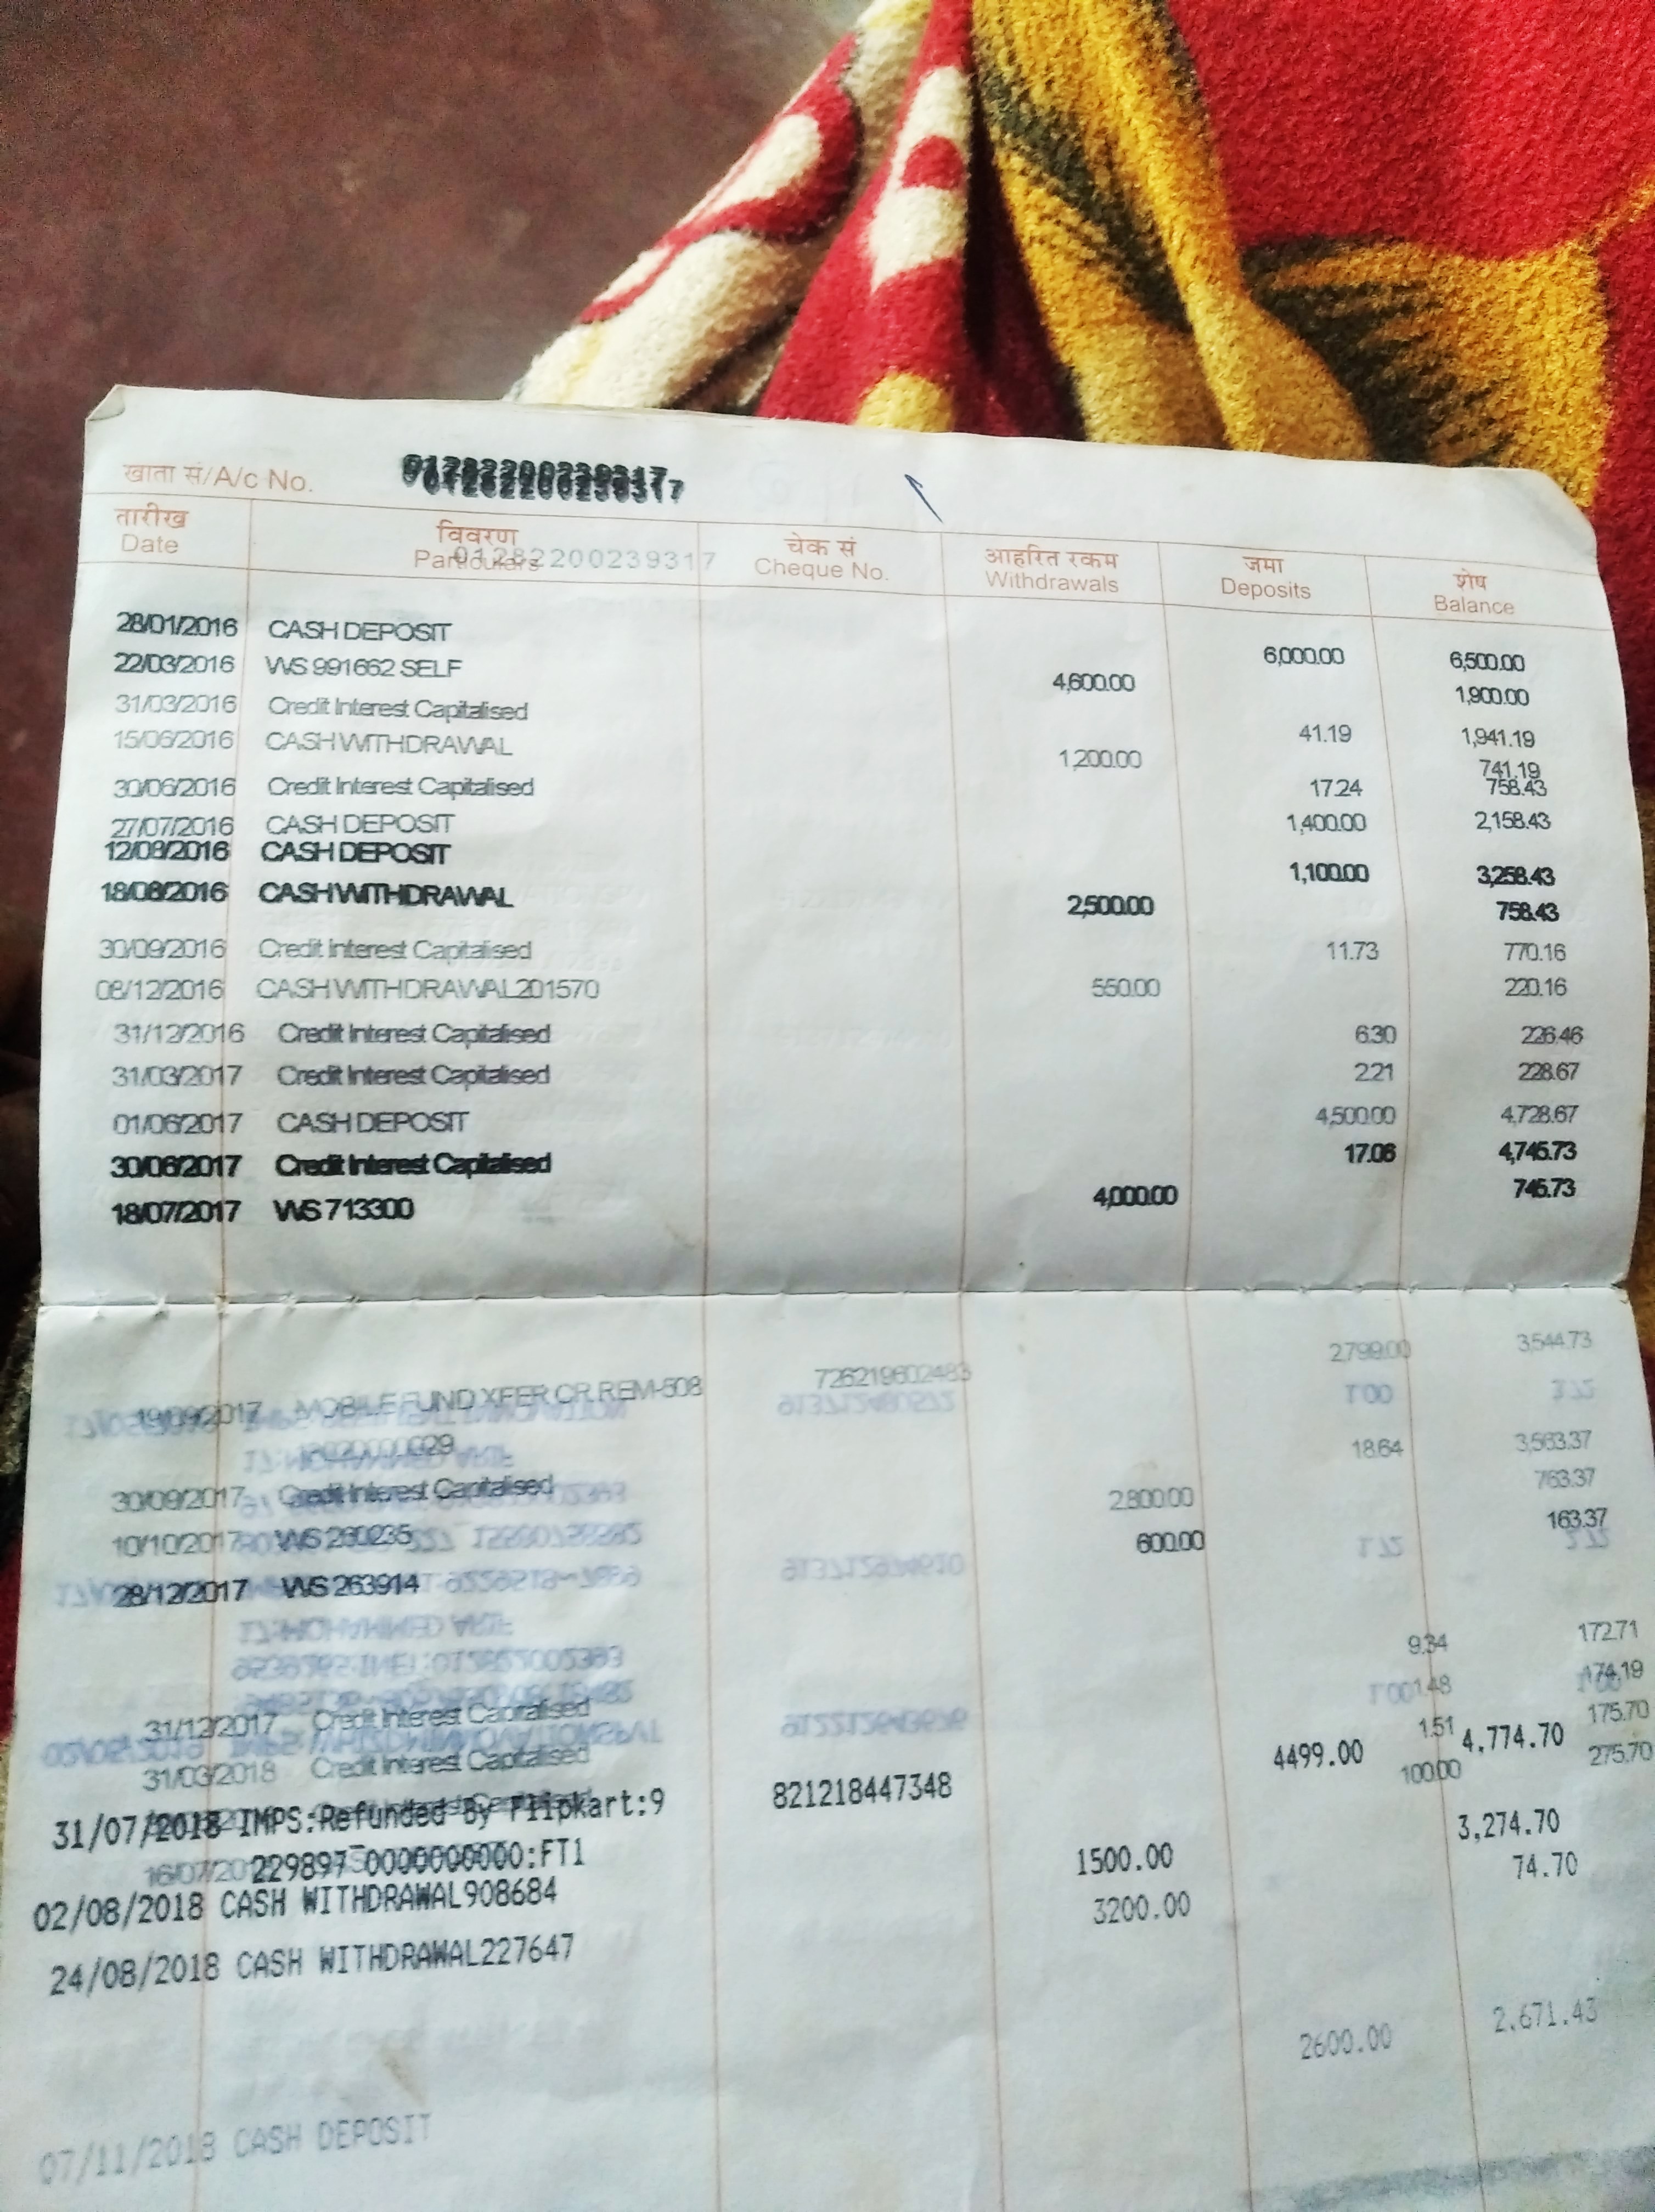 खाता सं/A/c No. 01282200239317
तारीख विवरण चेक सं आहरित रकम जमा शेष
Date Particulars Cheque No. Withdrawals Deposits Balance
01282200239317
28/01/2016 CASH DEPOSIT 6,000.00 6,500.00
22/03/2016 WS 991662 SELF 4,600.00 1,900.00
31/03/2016 Credit Interest Capitalised 41.19 1,941.19
15/06/2016 CASH WITHDRAWAL 1,200.00 741.19
30/06/2016 Credit Interest Capitalised 17.24 758.43
27/07/2016 CASH DEPOSIT 1,400.00 2,158.43
12/08/2016 CASH DEPOSIT 1,100.00 3,258.43
18/08/2016 CASH WITHDRAWAL 2,500.00 758.43
30/09/2016 Credit Interest Capitalised 11.73 770.16
08/12/2016 CASH WITHDRAWAL201570 550.00 220.16
31/12/2016 Credit Interest Capitalised 6.30 226.46
31/03/2017 Credit Interest Capitalised 2.21 228.67
01/06/2017 CASH DEPOSIT 4,500.00 4,728.67
30/06/2017 Credit Interest Capitalised 17.06 4,745.73
18/07/2017 WS 713300 4,000.00 745.73
19/09/2017 MOBILE FUND XFER CR. REM-508 726219602483 2,799.00 3,544.73
30/09/2017 Credit Interest Capitalised 18.64 3,563.37
10/10/2017 WS 260235 2,800.00 763.37
28/12/2017 WS 263914 600.00 163.37
31/12/2017 Credit Interest Capitalised 9.34 172.71
31/03/2018 Credit Interest Capitalised 1.48 174.19
1.51 175.70
100.00 275.70
31/07/2018 IMPS:Refunded By Flipkart:9 821218447348 4499.00 4,774.70
229897 0000000000:FT1
02/08/2018 CASH WITHDRAWAL908684 1500.00 3,274.70
24/08/2018 CASH WITHDRAWAL227647 3200.00 74.70
07/11/2018 CASH DEPOSIT 2600.00 2,671.43